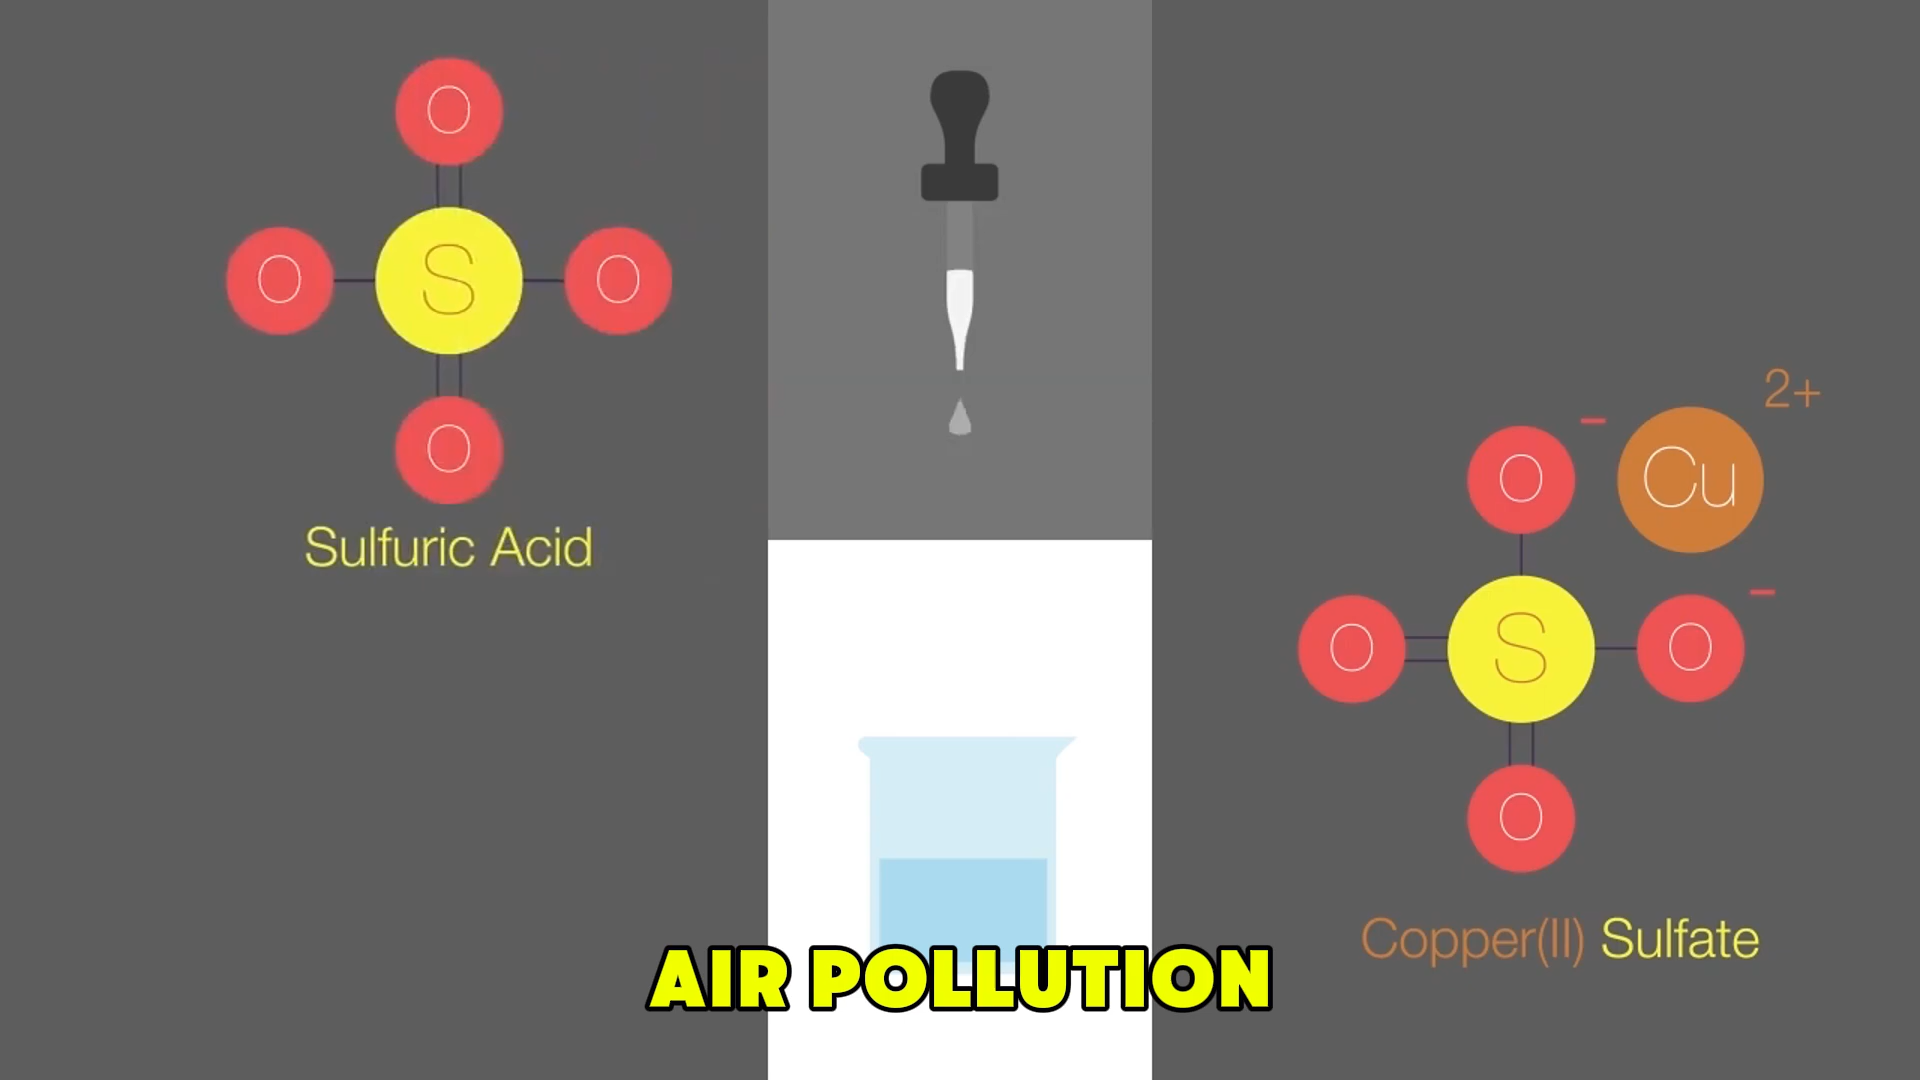 O
O S O
O
Sulfuric Acid
2+
O − Cu
−
O S O
O
Copper(II) Sulfate
AIR POLLUTION